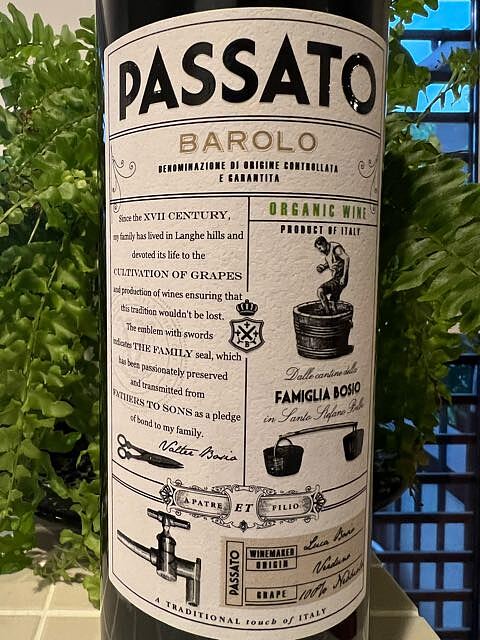 PASSATO
BAROLO
DENOMINAZIONE DI ORIGINE CONTROLLATA
E GARANTITA
Since the XVII CENTURY,
my family has lived in Langhe hills and
devoted its life to the
CULTIVATION OF GRAPES
and production of wines ensuring that
this tradition wouldn't be lost.
The emblem with swords
indicates THE FAMILY seal, which
has been passionately preserved
and transmitted from
FATHERS TO SONS as a pledge
of bond to my family.
Valter Bosio
ORGANIC WINE
PRODUCT OF ITALY
B
Dalle cantine della
FAMIGLIA BOSIO
in Santo Stefano Belbo
A PATRE ET FILIO
PASSATO
WINEMAKER Luca Bosio
ORIGIN Verduno
GRAPE 100% Nebbiolo
A TRADITIONAL touch of ITALY